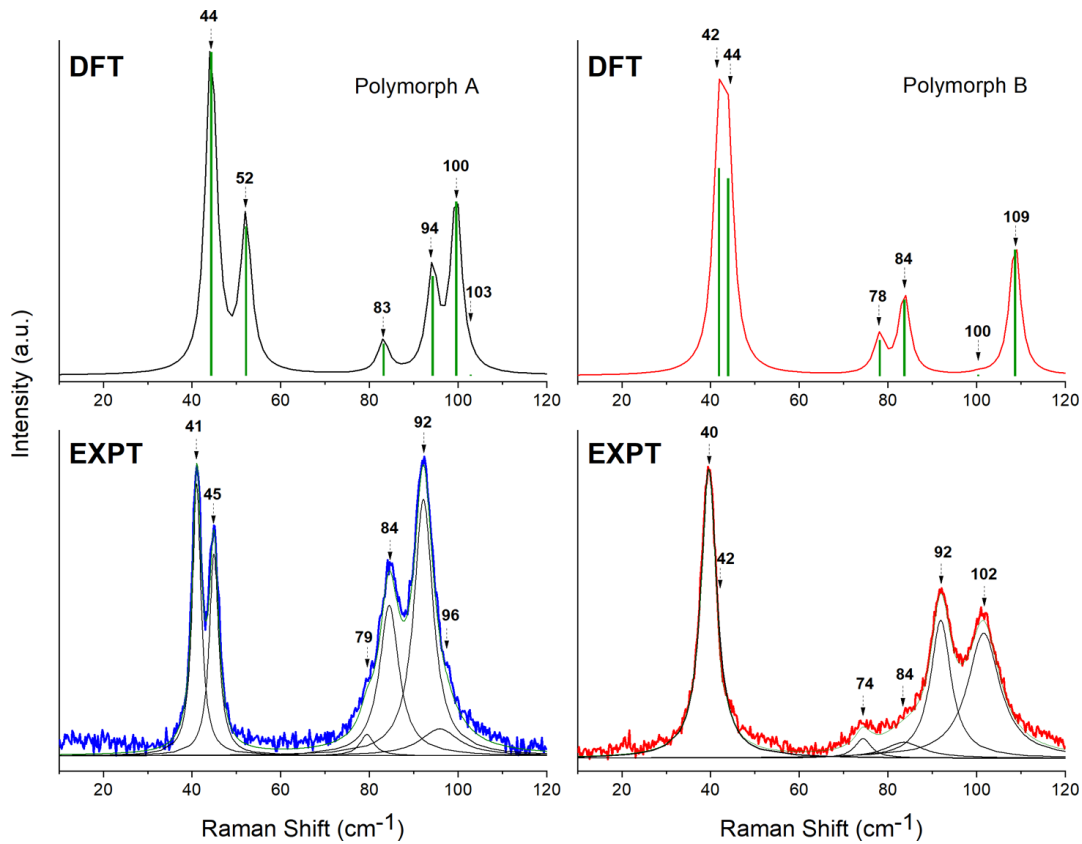 44
DFT
Polymorph A
52
100
94
83
103
20 40 60 80 100 120
42
44
DFT
Polymorph B
109
84
78
100
20 40 60 80 100 120
Intensity (a.u.)
EXPT
41
45
92
84
79
96
20 40 60 80 100 120
Raman Shift (cm-1)
EXPT
40
42
92
102
74
84
20 40 60 80 100 120
Raman Shift (cm-1)